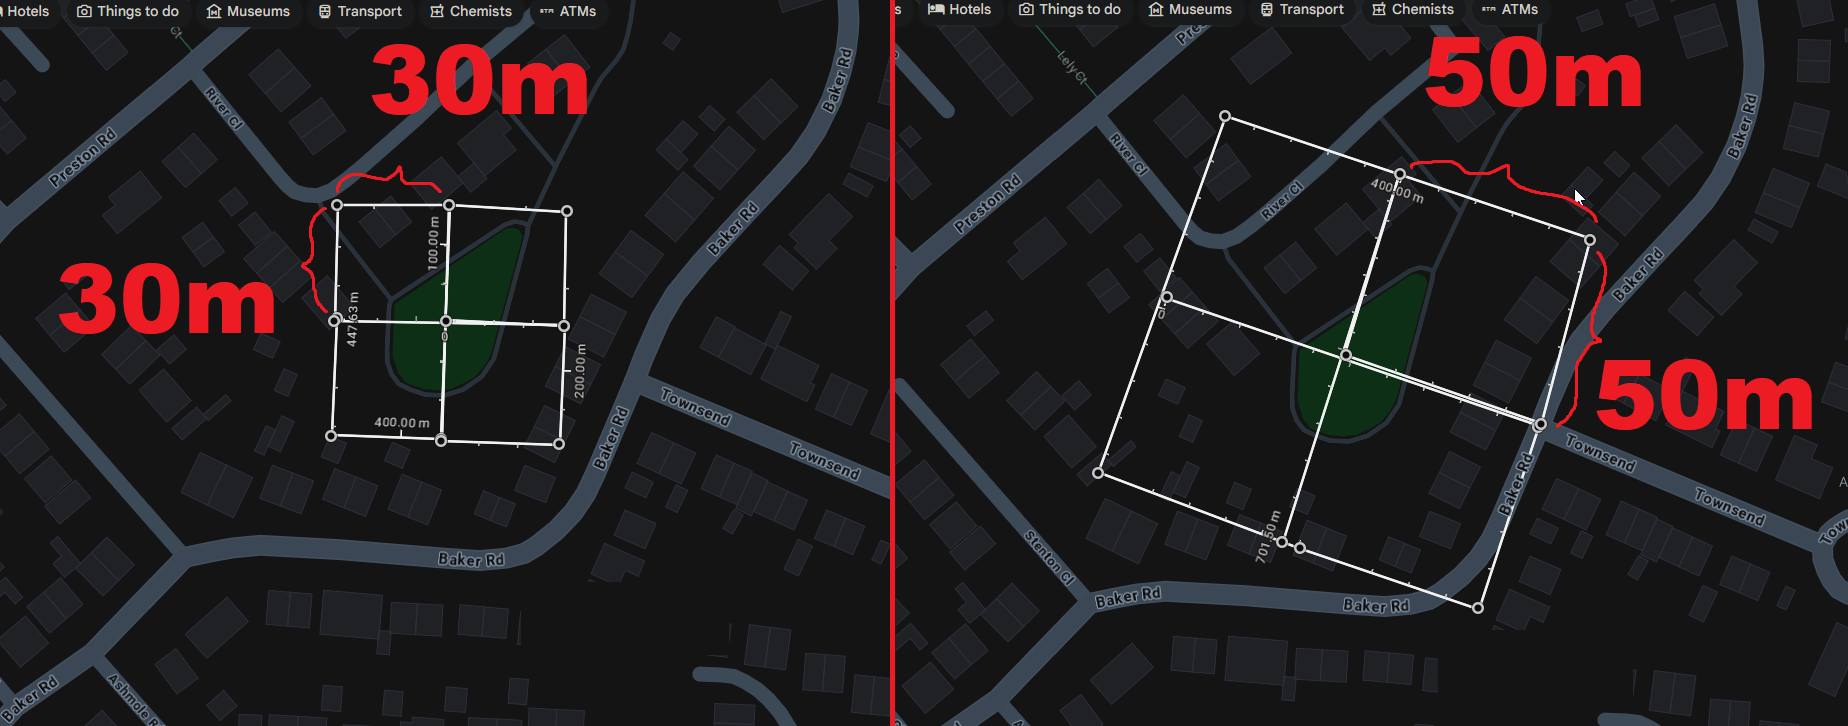 Hotels
Things to do
Museums
Transport
Chemists
ATMs
30m
30m
Preston Rd
River Cl
Baker Rd
Baker Rd
100.00 m
447.63 m
0
200.00 m
400.00 m
Baker Rd
Townsend
Townsend
Baker Rd
Baker Rd
s
Hotels
Things to do
Museums
Transport
Chemists
ATMs
50m
50m
Pre
Lely Ct
River Cl
Preston Rd
River Cl
400.00 m
Baker Rd
Baker Rd
0
Baker Rd
Townsend
Townsend
701.50 m
Stenton Cl
Baker Rd
Baker Rd